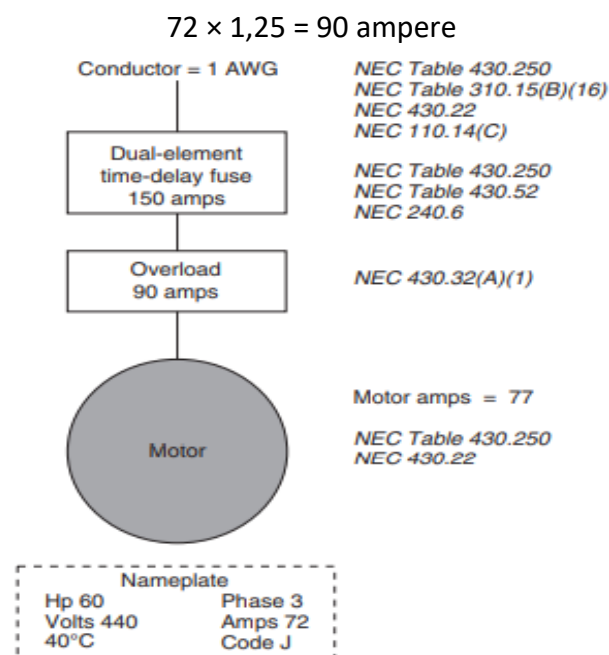 72 × 1,25 = 90 ampere
Conductor = 1 AWG
NEC Table 430.250
NEC Table 310.15(B)(16)
NEC 430.22
NEC 110.14(C)
Dual-element
time-delay fuse
150 amps
NEC Table 430.250
NEC Table 430.52
NEC 240.6
Overload
90 amps
NEC 430.32(A)(1)
Motor
Motor amps = 77
NEC Table 430.250
NEC 430.22
Nameplate
Hp 60 Phase 3
Volts 440 Amps 72
40°C Code J